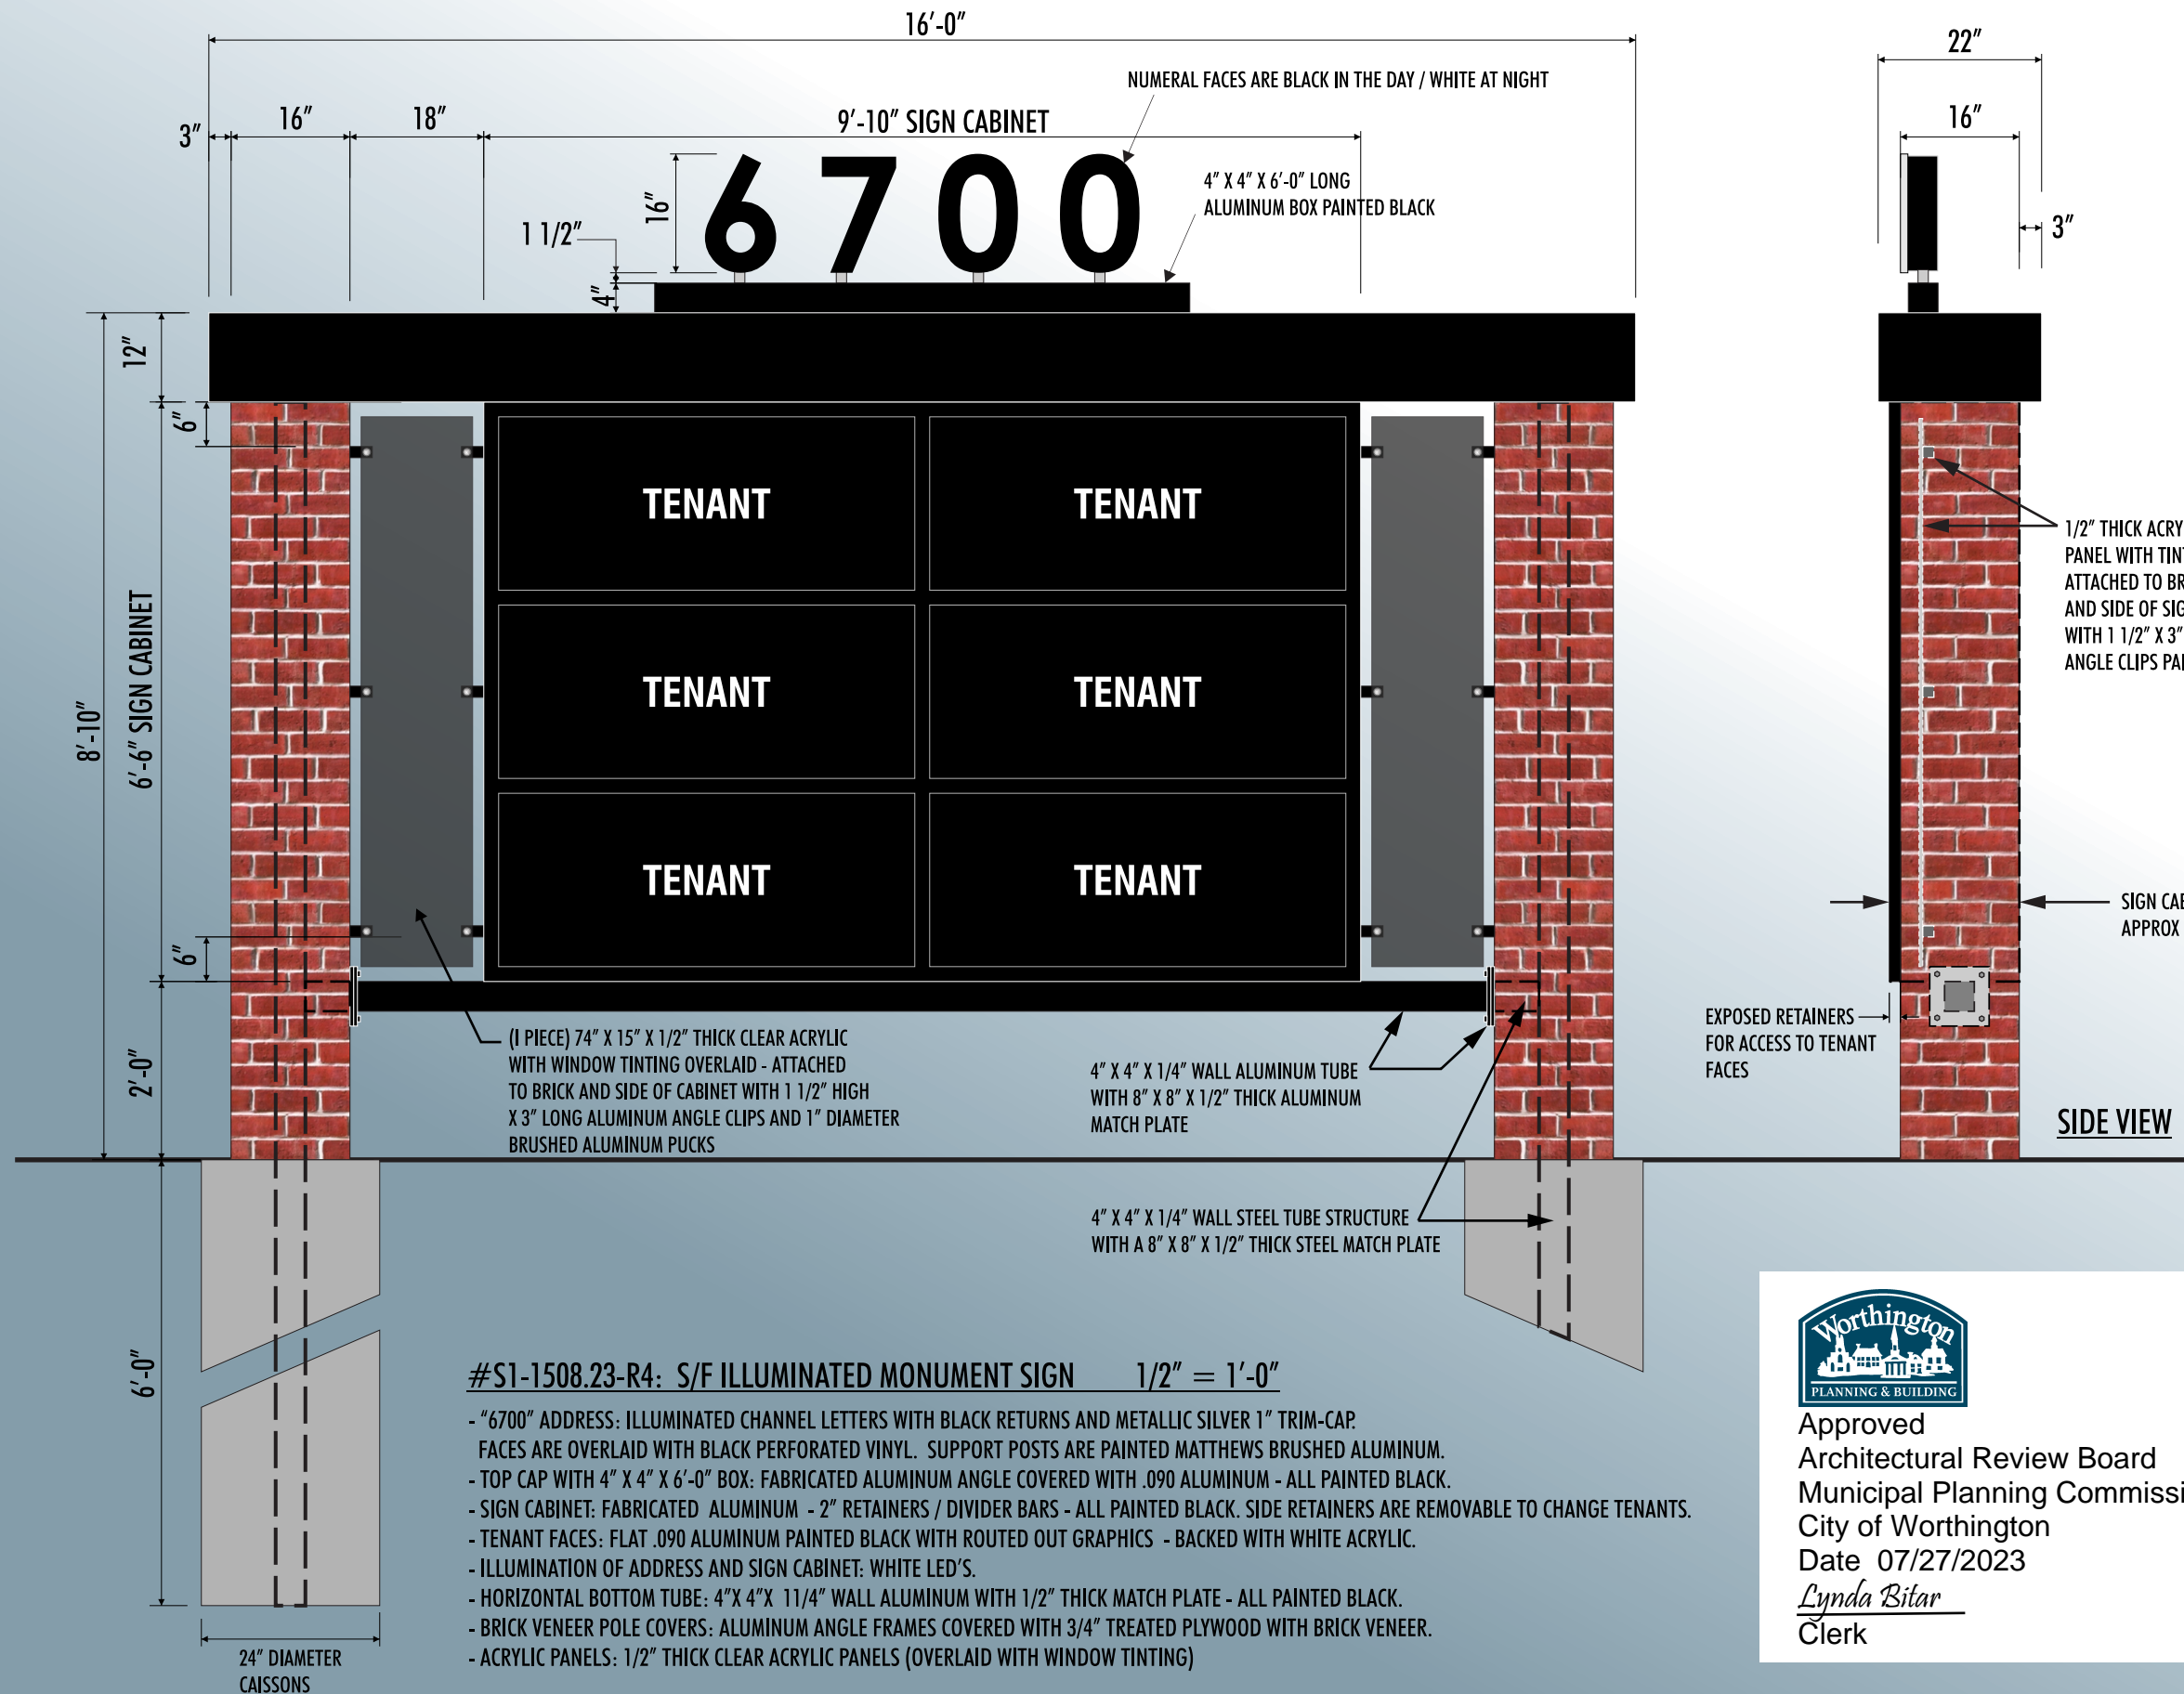 16'-0"
22"
NUMERAL FACES ARE BLACK IN THE DAY / WHITE AT NIGHT
3"
16"
18"
9'-10" SIGN CABINET
16"
4" X 4" X 6'-0" LONG
ALUMINUM BOX PAINTED BLACK
6700
16"
1 1/2"
4"
3"
12"
6"
8'-10"
6'-6" SIGN CABINET
TENANT TENANT
TENANT TENANT
TENANT TENANT
1/2" THICK ACRY
PANEL WITH TIN
ATTACHED TO BR
AND SIDE OF SIG
WITH 1 1/2" X 3"
ANGLE CLIPS PAI
SIGN CAB
APPROX
6"
2'-0"
(I PIECE) 74" X 15" X 1/2" THICK CLEAR ACRYLIC
WITH WINDOW TINTING OVERLAID - ATTACHED
TO BRICK AND SIDE OF CABINET WITH 1 1/2" HIGH
X 3" LONG ALUMINUM ANGLE CLIPS AND 1" DIAMETER
BRUSHED ALUMINUM PUCKS
4" X 4" X 1/4" WALL ALUMINUM TUBE
WITH 8" X 8" X 1/2" THICK ALUMINUM
MATCH PLATE
EXPOSED RETAINERS
FOR ACCESS TO TENANT
FACES
SIDE VIEW
4" X 4" X 1/4" WALL STEEL TUBE STRUCTURE
WITH A 8" X 8" X 1/2" THICK STEEL MATCH PLATE
6'-0"
24" DIAMETER
CAISSONS
#S1-1508.23-R4: S/F ILLUMINATED MONUMENT SIGN 1/2" = 1'-0"
- "6700" ADDRESS: ILLUMINATED CHANNEL LETTERS WITH BLACK RETURNS AND METALLIC SILVER 1" TRIM-CAP.
FACES ARE OVERLAID WITH BLACK PERFORATED VINYL. SUPPORT POSTS ARE PAINTED MATTHEWS BRUSHED ALUMINUM.
- TOP CAP WITH 4" X 4" X 6'-0" BOX: FABRICATED ALUMINUM ANGLE COVERED WITH .090 ALUMINUM - ALL PAINTED BLACK.
- SIGN CABINET: FABRICATED ALUMINUM - 2" RETAINERS / DIVIDER BARS - ALL PAINTED BLACK. SIDE RETAINERS ARE REMOVABLE TO CHANGE TENANTS.
- TENANT FACES: FLAT .090 ALUMINUM PAINTED BLACK WITH ROUTED OUT GRAPHICS - BACKED WITH WHITE ACRYLIC.
- ILLUMINATION OF ADDRESS AND SIGN CABINET: WHITE LED'S.
- HORIZONTAL BOTTOM TUBE: 4"X 4"X 11/4" WALL ALUMINUM WITH 1/2" THICK MATCH PLATE - ALL PAINTED BLACK.
- BRICK VENEER POLE COVERS: ALUMINUM ANGLE FRAMES COVERED WITH 3/4" TREATED PLYWOOD WITH BRICK VENEER.
- ACRYLIC PANELS: 1/2" THICK CLEAR ACRYLIC PANELS (OVERLAID WITH WINDOW TINTING)
Worthington
PLANNING & BUILDING
Approved
Architectural Review Board
Municipal Planning Commissi
City of Worthington
Date 07/27/2023
Lynda Bitar
Clerk